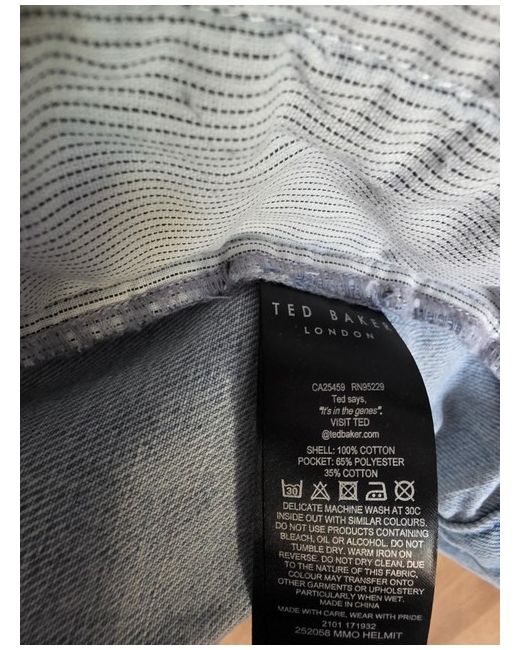 TED BAKER
LONDON
CA25459 RN95229
Ted says,
"It's in the genes".
VISIT TED
@tedbaker.com
SHELL: 100% COTTON
POCKET: 65% POLYESTER
35% COTTON
30
DELICATE MACHINE WASH AT 30C
INSIDE OUT WITH SIMILAR COLOURS.
DO NOT USE PRODUCTS CONTAINING
BLEACH, OIL OR ALCOHOL. DO NOT
TUMBLE DRY. WARM IRON ON
REVERSE. DO NOT DRY CLEAN. DUE
TO THE NATURE OF THIS FABRIC,
COLOUR MAY TRANSFER ONTO
OTHER GARMENTS OR UPHOLSTERY
PARTICULARLY WHEN WET.
MADE IN CHINA
MADE WITH CARE, WEAR WITH PRIDE
2101 171932
252058 MMO HELMIT